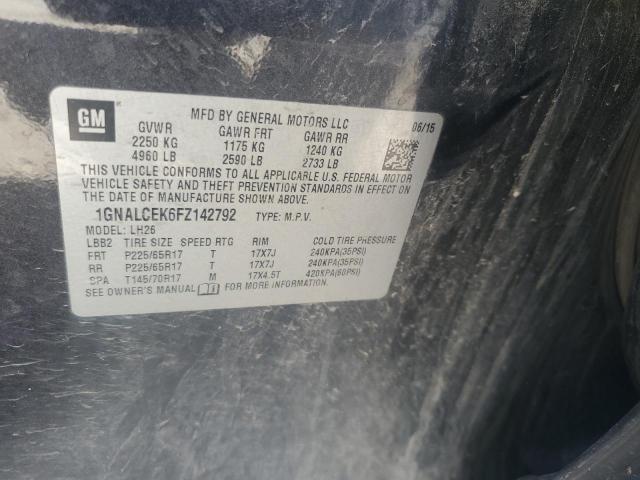 GM
MFD BY GENERAL MOTORS LLC 06/15
GVWR GAWR FRT GAWR RR
2250 KG 1175 KG 1240 KG
4960 LB 2590 LB 2733 LB
THIS VEHICLE CONFORMS TO ALL APPLICABLE U.S. FEDERAL MOTOR
VEHICLE SAFETY AND THEFT PREVENTION STANDARDS IN EFFECT ON
THE DATE OF MANUFACTURE SHOWN ABOVE.
1GNALCEK6FZ142792 TYPE: M.P.V.
MODEL: LH26
LBB2 TIRE SIZE SPEED RTG RIM COLD TIRE PRESSURE
FRT P225/65R17 T 17X7J 240KPA(35PSI)
RR P225/65R17 T 17X7J 240KPA(35PSI)
SPA T145/70R17 M 17X4.5T 420KPA(60PSI)
SEE OWNER'S MANUAL FOR MORE INFORMATION